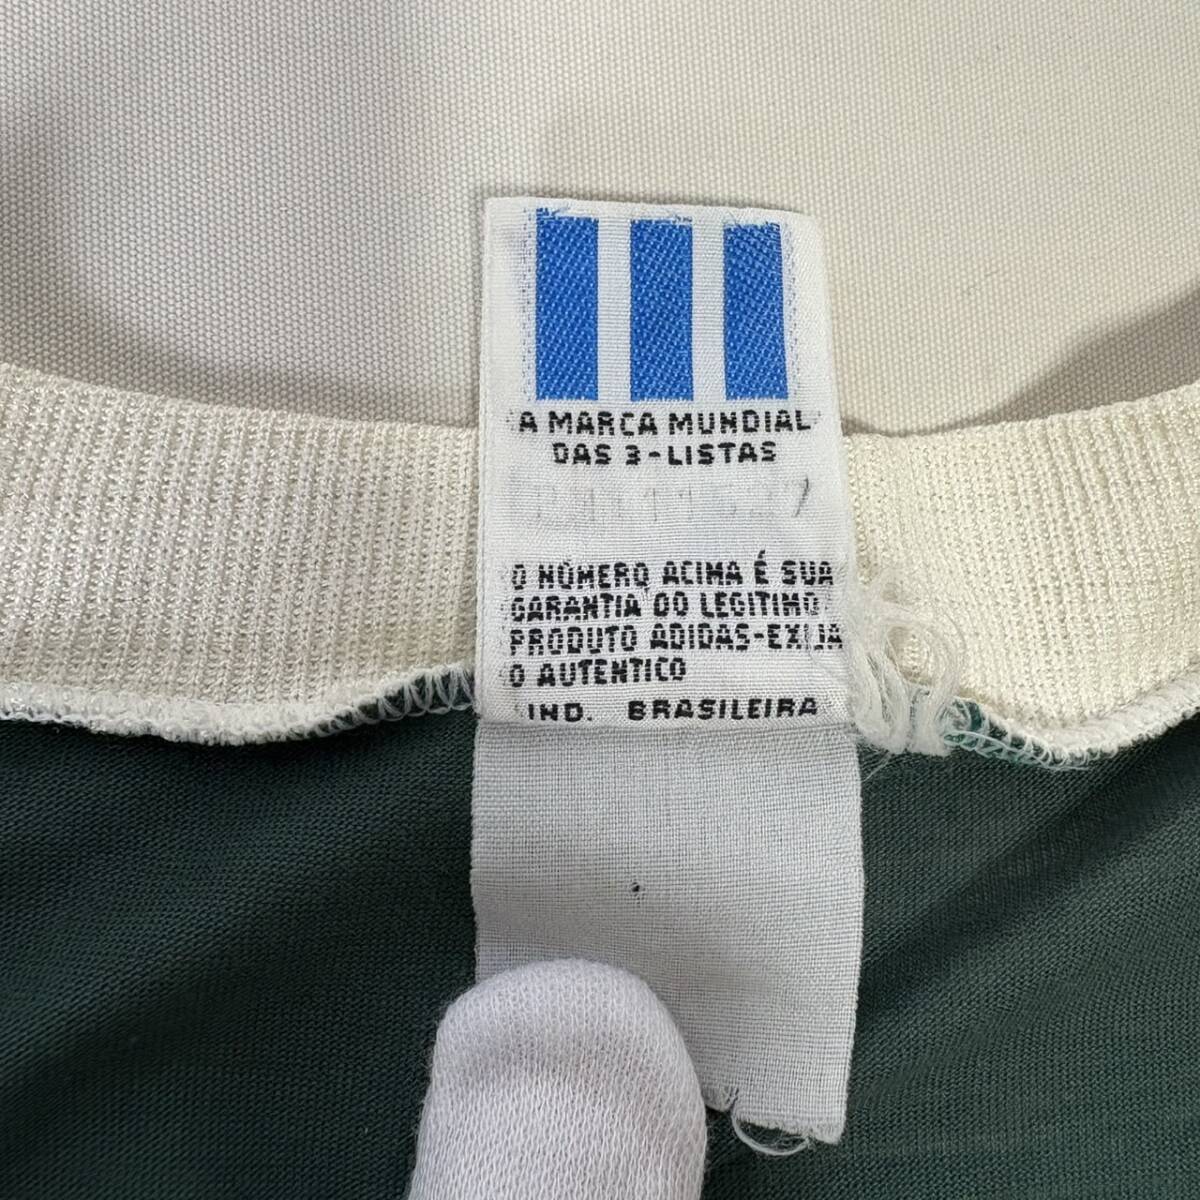 A MARCA MUNDIAL
DAS 3-LISTAS
O NÚMERO ACIMA É SUA
GARANTIA DO LEGITIMO
PRODUTO ADIDAS-EXIJA
O AUTENTICO
IND. BRASILEIRA